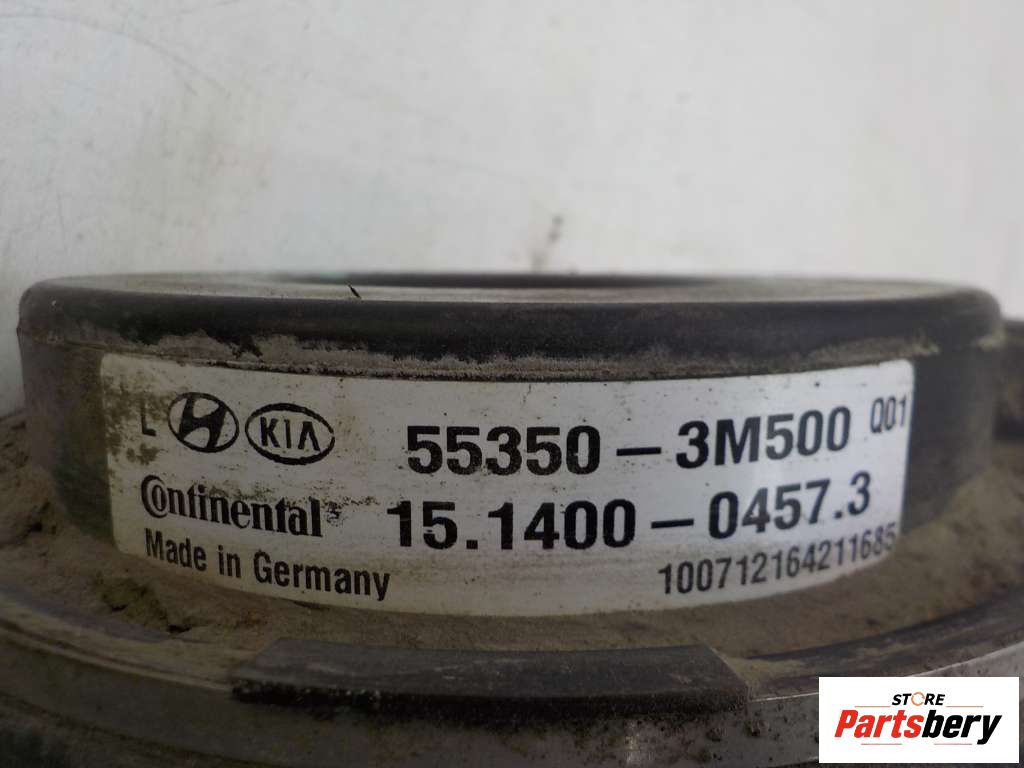 L KIA 55350-3M500 Q01
Continental 15.1400-0457.3
Made in Germany 100712164211685
STORE
Partsbery